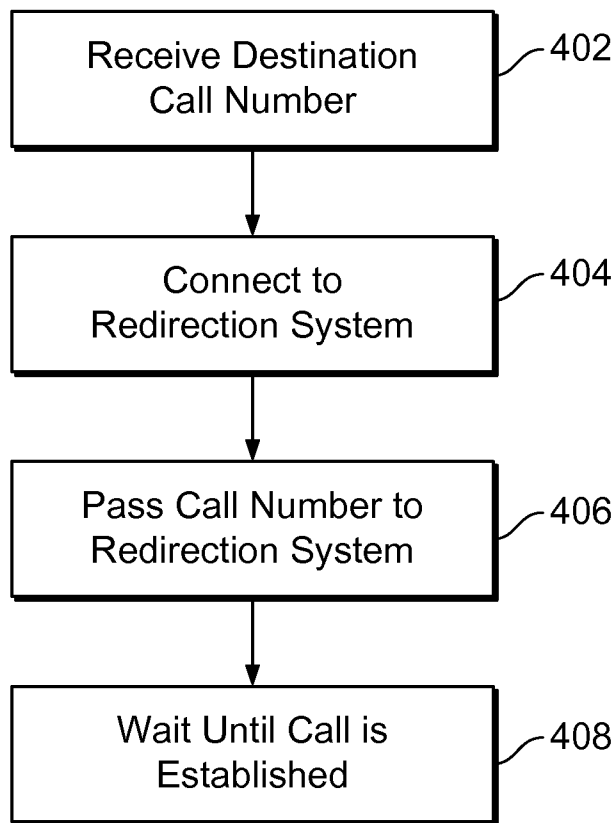 Receive Destination
Call Number
402
Connect to
Redirection System
404
Pass Call Number to
Redirection System
406
Wait Until Call is
Established
408